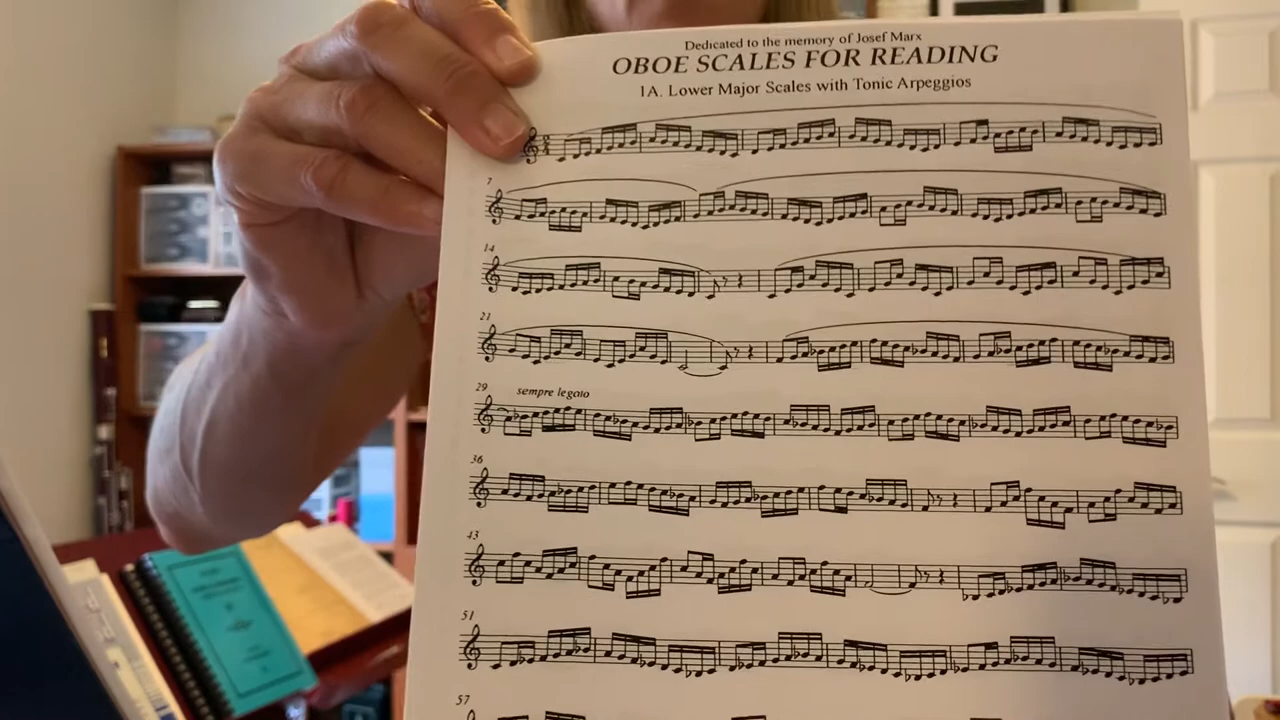 Dedicated to the memory of Josef Marx
OBOE SCALES FOR READING
1A. Lower Major Scales with Tonic Arpeggios
7
14
21
29
sempre legato
36
43
51
57